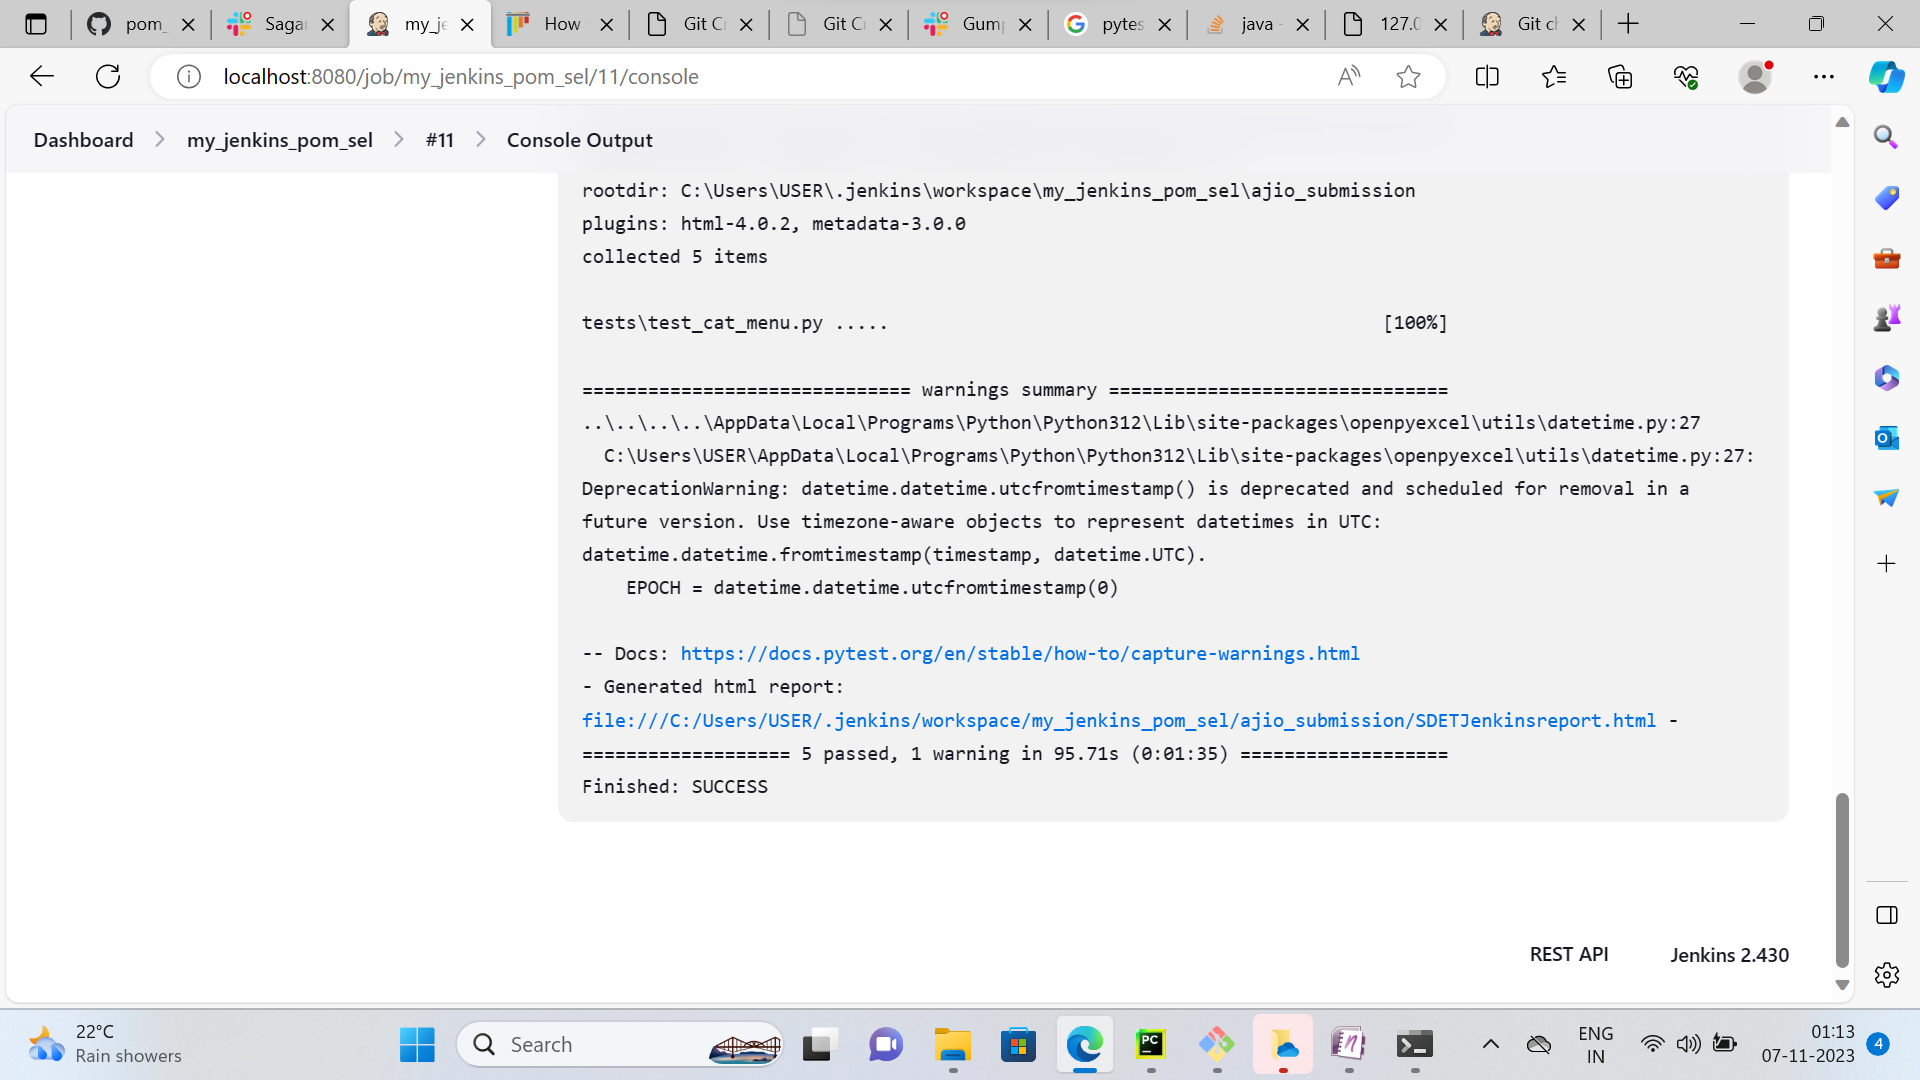 pom_
Sagar
my_je
How
Git Cr
Git Cr
Gump
pytes
java -
127.0
Git ch
localhost:8080/job/my_jenkins_pom_sel/11/console
Dashboard > my_jenkins_pom_sel > #11 > Console Output
rootdir: C:\Users\USER\.jenkins\workspace\my_jenkins_pom_sel\ajio_submission
plugins: html-4.0.2, metadata-3.0.0
collected 5 items
tests\test_cat_menu.py ..... [100%]
============================== warnings summary ===============================
..\..\..\..\AppData\Local\Programs\Python\Python312\Lib\site-packages\openpyexcel\utils\datetime.py:27
C:\Users\USER\AppData\Local\Programs\Python\Python312\Lib\site-packages\openpyexcel\utils\datetime.py:27:
DeprecationWarning: datetime.datetime.utcfromtimestamp() is deprecated and scheduled for removal in a
future version. Use timezone-aware objects to represent datetimes in UTC:
datetime.datetime.fromtimestamp(timestamp, datetime.UTC).
EPOCH = datetime.datetime.utcfromtimestamp(0)
-- Docs: https://docs.pytest.org/en/stable/how-to/capture-warnings.html
- Generated html report:
file:///C:/Users/USER/.jenkins/workspace/my_jenkins_pom_sel/ajio_submission/SDETJenkinsreport.html -
=================== 5 passed, 1 warning in 95.71s (0:01:35) ===================
Finished: SUCCESS
REST API
Jenkins 2.430
22°C
Rain showers
Search
PC
ENG
IN
01:13
07-11-2023
4